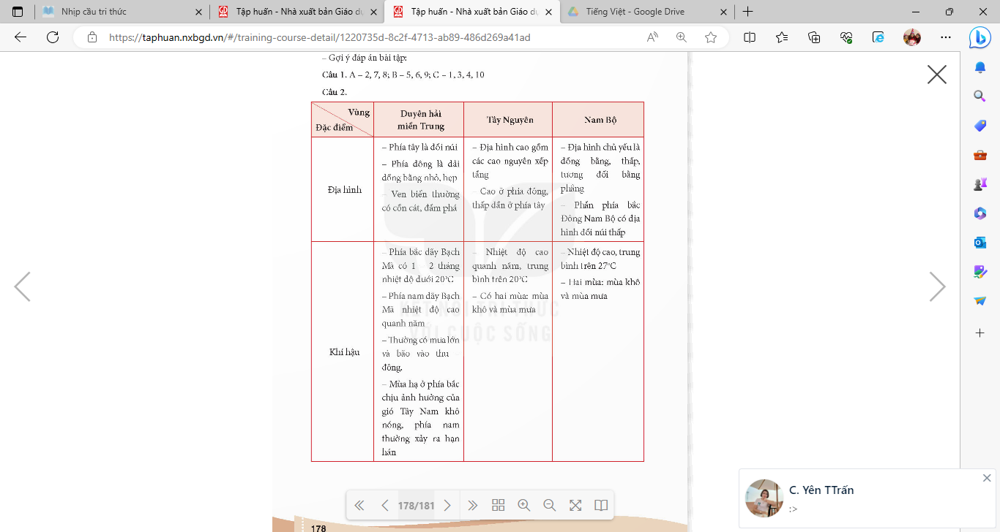 Nhịp cầu tri thức
Tập huấn - Nhà xuất bản Giáo dụ
Tập huấn - Nhà xuất bản Giáo dụ
Tiếng Việt - Google Drive
https://taphuan.nxbgd.vn/#/training-course-detail/1220735d-8c2f-4713-ab89-486d269a41ad
– Gợi ý đáp án bài tập:
Câu 1. A – 2, 7, 8; B – 5, 6, 9; C – 1, 3, 4, 10
Câu 2.
Vùng
Đặc điểm
Duyên hải
miền Trung
Tây Nguyên
Nam Bộ
Địa hình
– Phía tây là đồi núi
– Phía đông là dải
đồng bằng nhỏ, hẹp
– Ven biển thường
có cồn cát, đầm phá
– Địa hình cao gồm
các cao nguyên xếp
tầng
– Cao ở phía đông,
thấp dần ở phía tây
– Địa hình chủ yếu là
đồng bằng, thấp,
tương đối bằng
phẳng
– Phần phía bắc
Đông Nam Bộ có địa
hình đồi núi thấp
Khí hậu
– Phía bắc dãy Bạch
Mã có 1 – 2 tháng
nhiệt độ dưới 20°C
– Phía nam dãy Bạch
Mã nhiệt độ cao
quanh năm
– Thường có mưa lớn
và bão vào thu –
đông.
– Mùa hạ ở phía bắc
chịu ảnh hưởng của
gió Tây Nam khô
nóng, phía nam
thường xảy ra hạn
hán
– Nhiệt độ cao
quanh năm, trung
bình trên 20°C
– Có hai mùa: mùa
khô và mùa mưa
– Nhiệt độ cao, trung
bình trên 27°C
– Hai mùa: mùa khô
và mùa mưa
KẾT NỐI TRI THỨC
VỚI CUỘC SỐNG
178/181
178
C. Yên TTrấn
:>